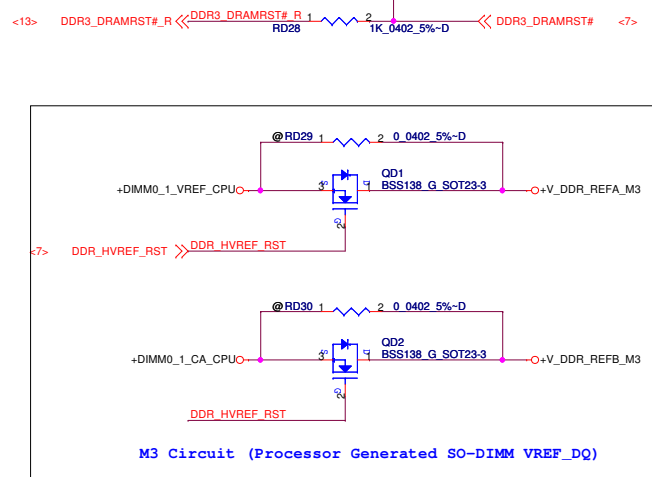 <13> DDR3_DRAMRST#_R DDR3_DRAMRST#_R 1 2 DDR3_DRAMRST# <7>
RD28 1K_0402_5%~D
@RD29 1 2 0_0402_5%~D
QD1
BSS138_G_SOT23-3
+DIMM0_1_VREF_CPU 3 S D 1 +V_DDR_REFA_M3
G
2
<7> DDR_HVREF_RST DDR_HVREF_RST
@RD30 1 2 0_0402_5%~D
QD2
BSS138_G_SOT23-3
+DIMM0_1_CA_CPU 3 S D 1 +V_DDR_REFB_M3
G
2
DDR_HVREF_RST
M3 Circuit (Processor Generated SO-DIMM VREF_DQ)